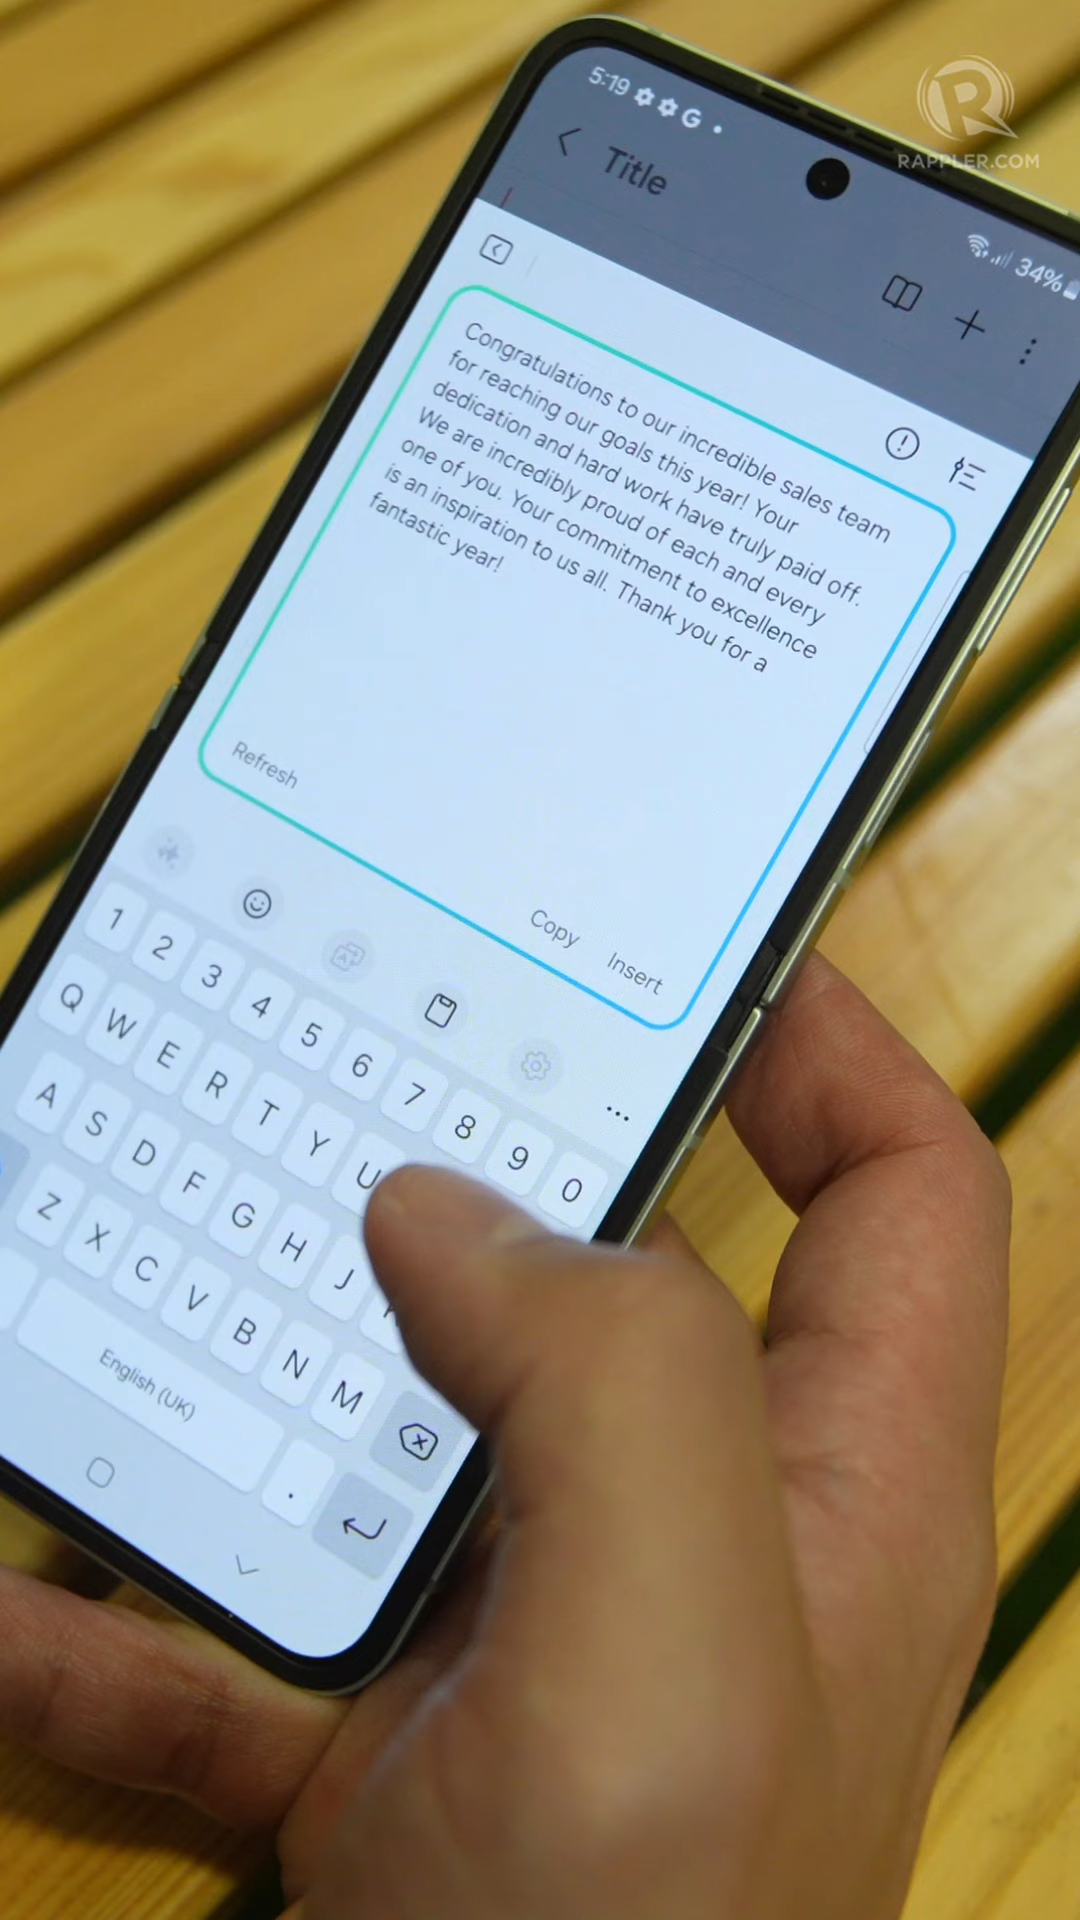 RAPPLER.COM
5:19
34%
Title
Congratulations to our incredible sales team
for reaching our goals this year! Your
dedication and hard work have truly paid off.
We are incredibly proud of each and every
one of you. Your commitment to excellence
is an inspiration to us all. Thank you for a
fantastic year!
Refresh
Copy Insert
1 2 3 4 5 6 7 8 9 0
Q W E R T Y U
A S D F G H J
Z X C V B N M
English (UK) .